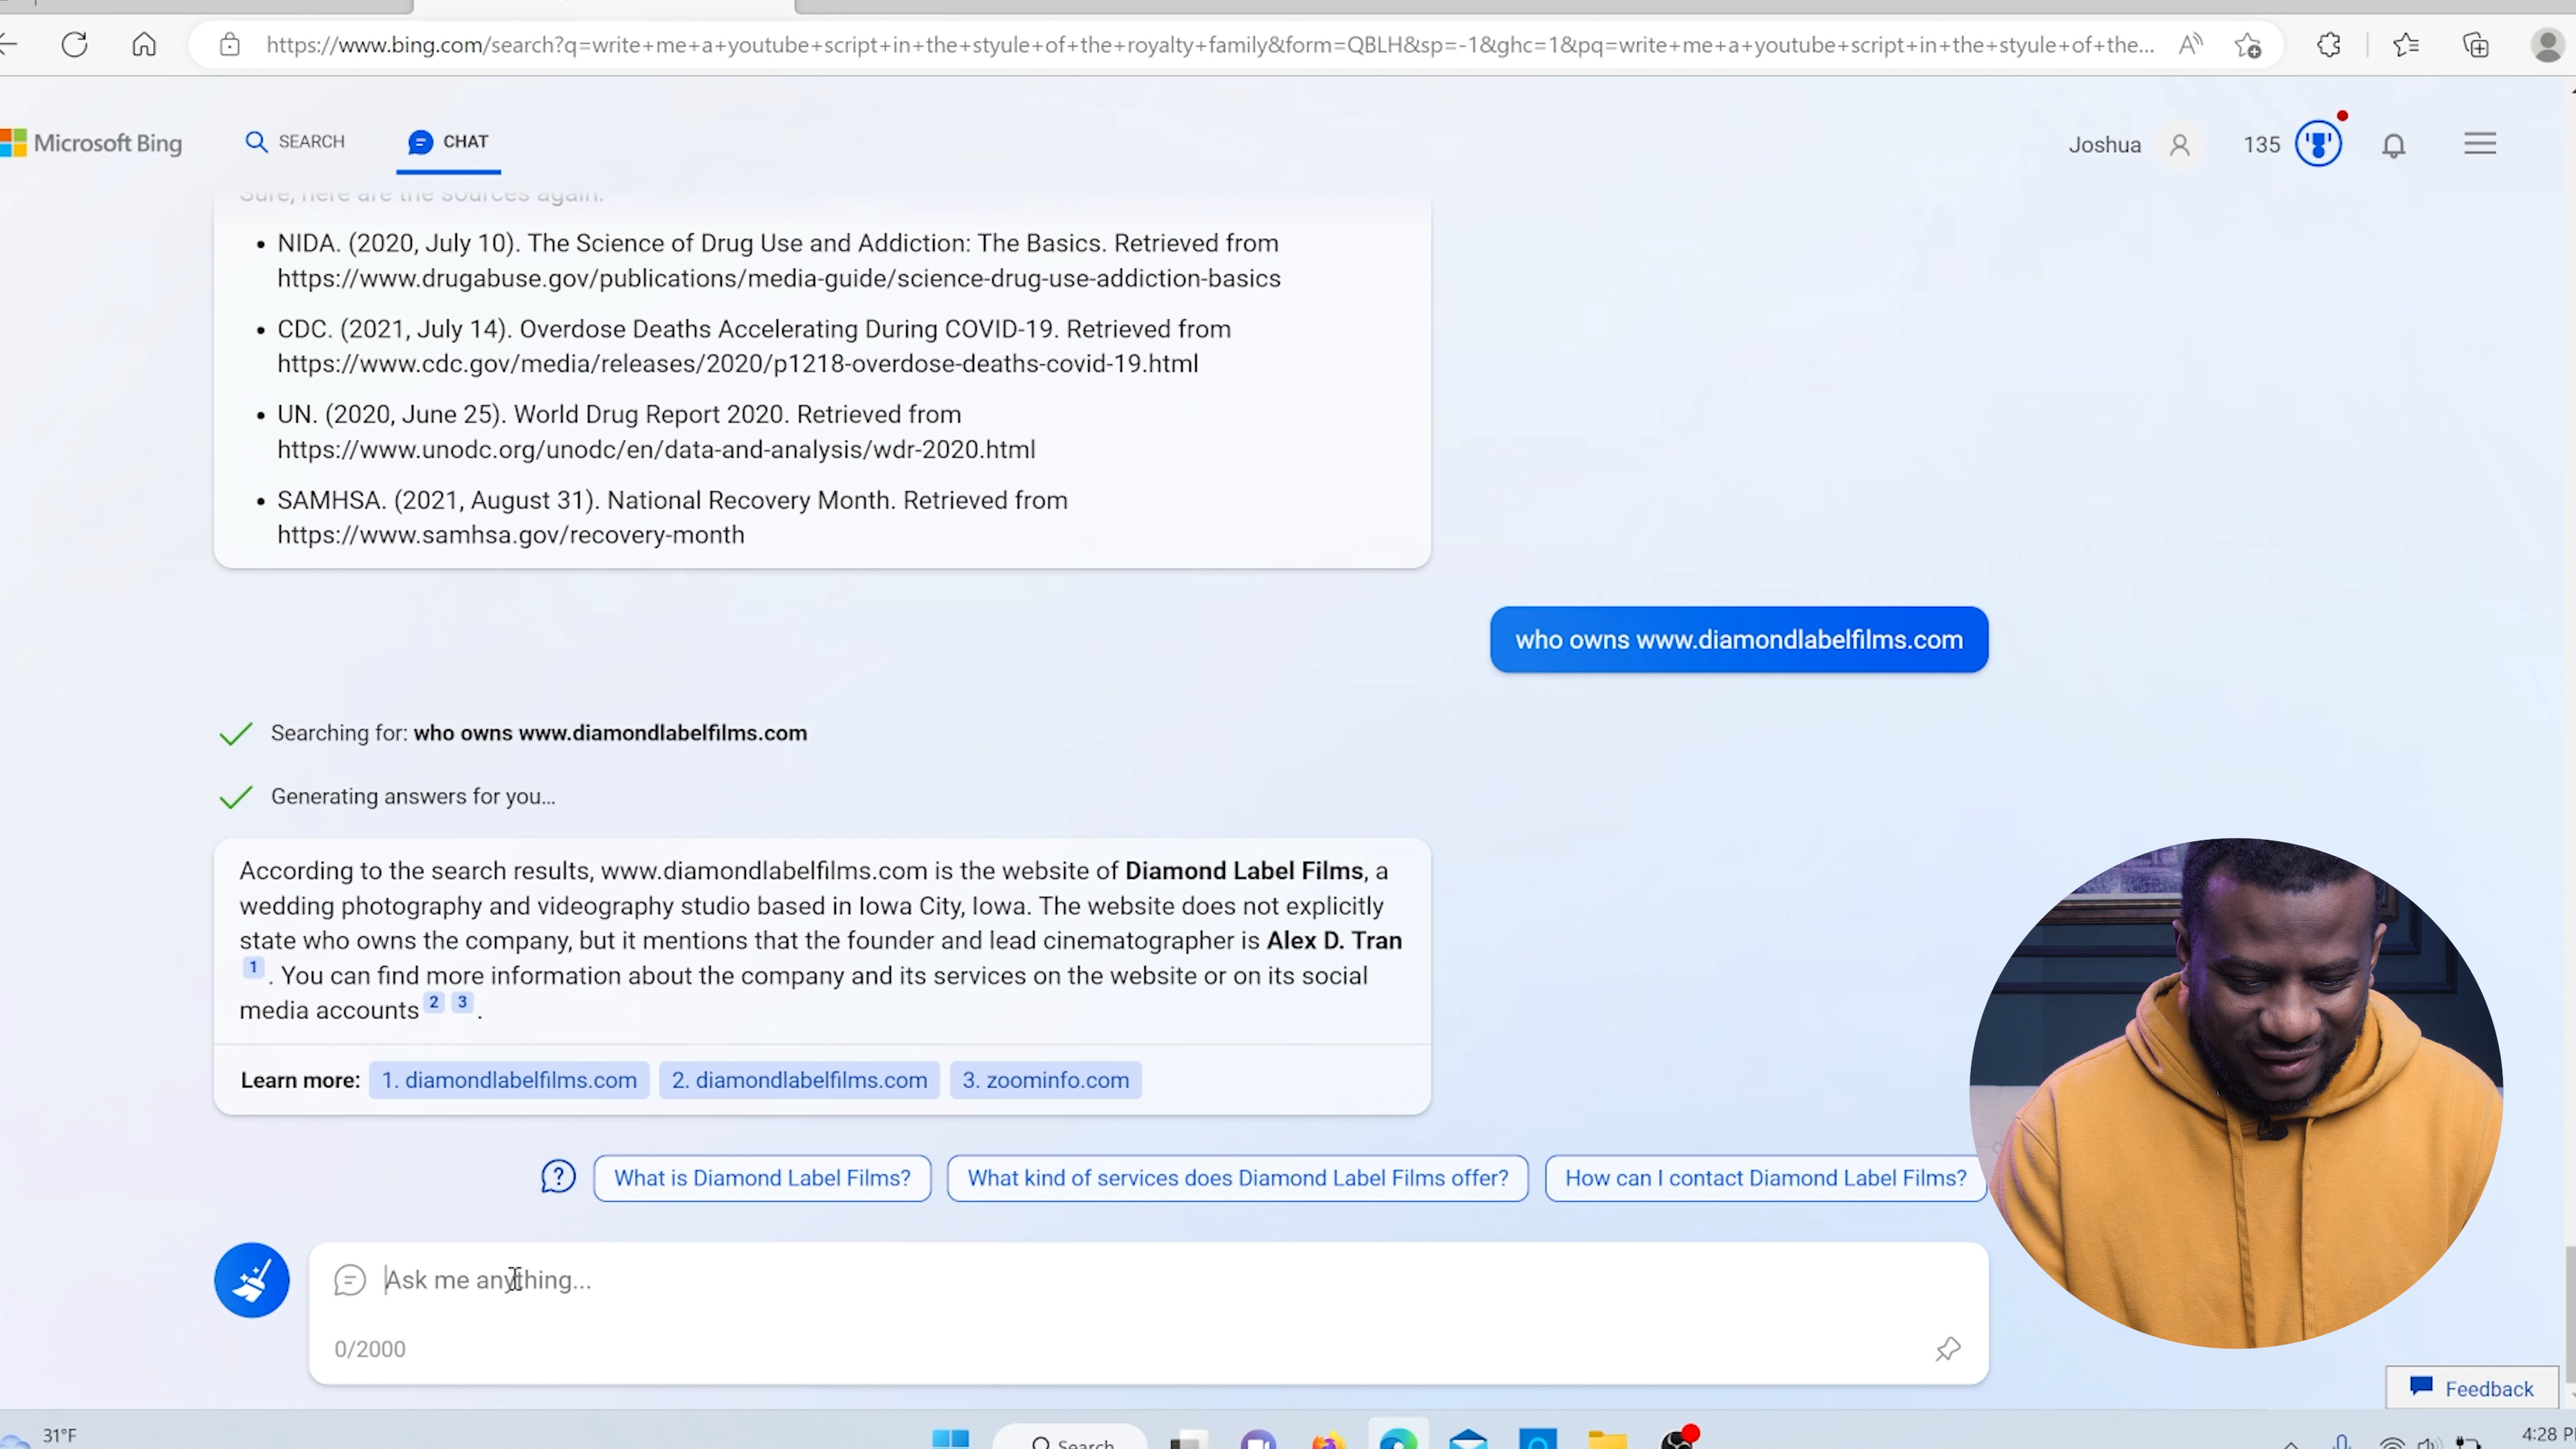 https://www.bing.com/search?q=write+me+a+youtube+script+in+the+styule+of+the+royalty+family&form=QBLH&sp=-1&ghc=1&pq=write+me+a+youtube+script+in+the+styule+of+the...
Microsoft Bing
SEARCH
CHAT
Joshua
135
Sure, here are the sources again:
• NIDA. (2020, July 10). The Science of Drug Use and Addiction: The Basics. Retrieved from
https://www.drugabuse.gov/publications/media-guide/science-drug-use-addiction-basics
• CDC. (2021, July 14). Overdose Deaths Accelerating During COVID-19. Retrieved from
https://www.cdc.gov/media/releases/2020/p1218-overdose-deaths-covid-19.html
• UN. (2020, June 25). World Drug Report 2020. Retrieved from
https://www.unodc.org/unodc/en/data-and-analysis/wdr-2020.html
• SAMHSA. (2021, August 31). National Recovery Month. Retrieved from
https://www.samhsa.gov/recovery-month
who owns www.diamondlabelfilms.com
Searching for: who owns www.diamondlabelfilms.com
Generating answers for you...
According to the search results, www.diamondlabelfilms.com is the website of Diamond Label Films, a
wedding photography and videography studio based in Iowa City, Iowa. The website does not explicitly
state who owns the company, but it mentions that the founder and lead cinematographer is Alex D. Tran
1 . You can find more information about the company and its services on the website or on its social
media accounts 2 3 .
Learn more: 1. diamondlabelfilms.com 2. diamondlabelfilms.com 3. zoominfo.com
What is Diamond Label Films?
What kind of services does Diamond Label Films offer?
How can I contact Diamond Label Films?
Ask me anything...
0/2000
Feedback
31°F
Search
4:28 P